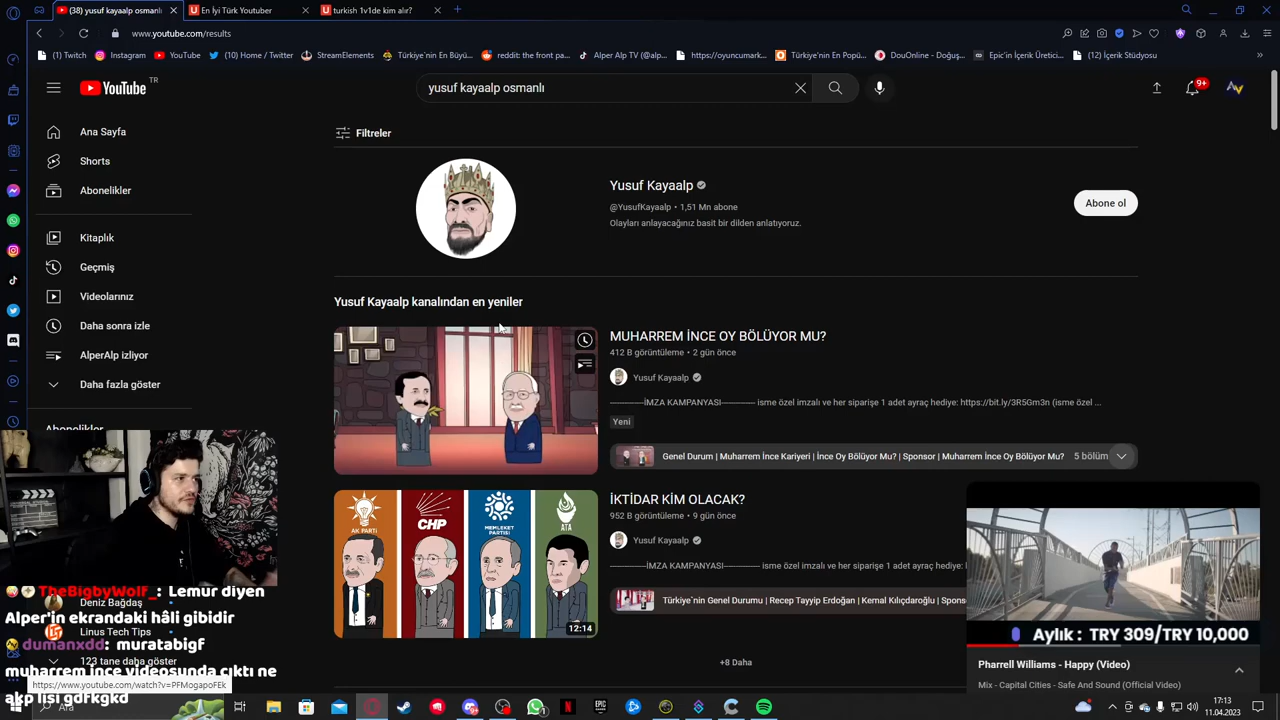 (38) yusuf kayaalp osmanlı
En İyi Türk Youtuber
turkish 1v1de kim alır?
www.youtube.com/results
(1) Twitch
Instagram
YouTube
(10) Home / Twitter
StreamElements
Türkiye'nin En Büyü...
reddit: the front pa...
Alper Alp TV (@alp...
https://oyuncumark...
Türkiye'nin En Popü...
DouOnline - Doğuş...
Epic'in İçerik Üretici...
(12) İçerik Stüdyosu
YouTube TR
yusuf kayaalp osmanlı
9+
Ana Sayfa
Shorts
Abonelikler
Kitaplık
Geçmiş
Videolarınız
Daha sonra izle
AlperAlp izliyor
Daha fazla göster
Abonelikler
Filtreler
Yusuf Kayaalp
@YusufKayaalp • 1,51 Mn abone
Olayları anlayacağınız basit bir dilden anlatıyoruz.
Abone ol
Yusuf Kayaalp kanalından en yeniler
MUHARREM İNCE OY BÖLÜYOR MU?
412 B görüntüleme • 2 gün önce
Yusuf Kayaalp
-------------İMZA KAMPANYASI------------- isme özel imzalı ve her siparişe 1 adet ayraç hediye: https://bit.ly/3R5Gm3n (isme özel ...
Yeni
Genel Durum | Muharrem İnce Kariyeri | İnce Oy Bölüyor Mu? | Sponsor | Muharrem İnce Oy Bölüyor Mu?
5 bölüm
AK PARTİ
CHP
MEMLEKET PARTİSİ
ATA
12:14
İKTİDAR KİM OLACAK?
952 B görüntüleme • 9 gün önce
Yusuf Kayaalp
-------------İMZA KAMPANYASI------------- isme özel imzalı ve her siparişe 1 adet ayraç hediye:
Türkiye'nin Genel Durumu | Recep Tayyip Erdoğan | Kemal Kılıçdaroğlu | Spons
+8 Daha
TheBigbyWolF_: Lemur diyen
Alper'in ekrandaki hâli gibidir
dumanxdd: muratabigf
muharrem ince videosunda çıktı ne
akp lisi gdfkgkd
Deniz Bağdaş
Linus Tech Tips
123 tane daha göster
https://www.youtube.com/watch?v=PFMogapoFEk
Aylık : TRY 309/TRY 10,000
Pharrell Williams - Happy (Video)
Mix - Capital Cities - Safe And Sound (Official Video)
Ara
17:13
11.04.2023